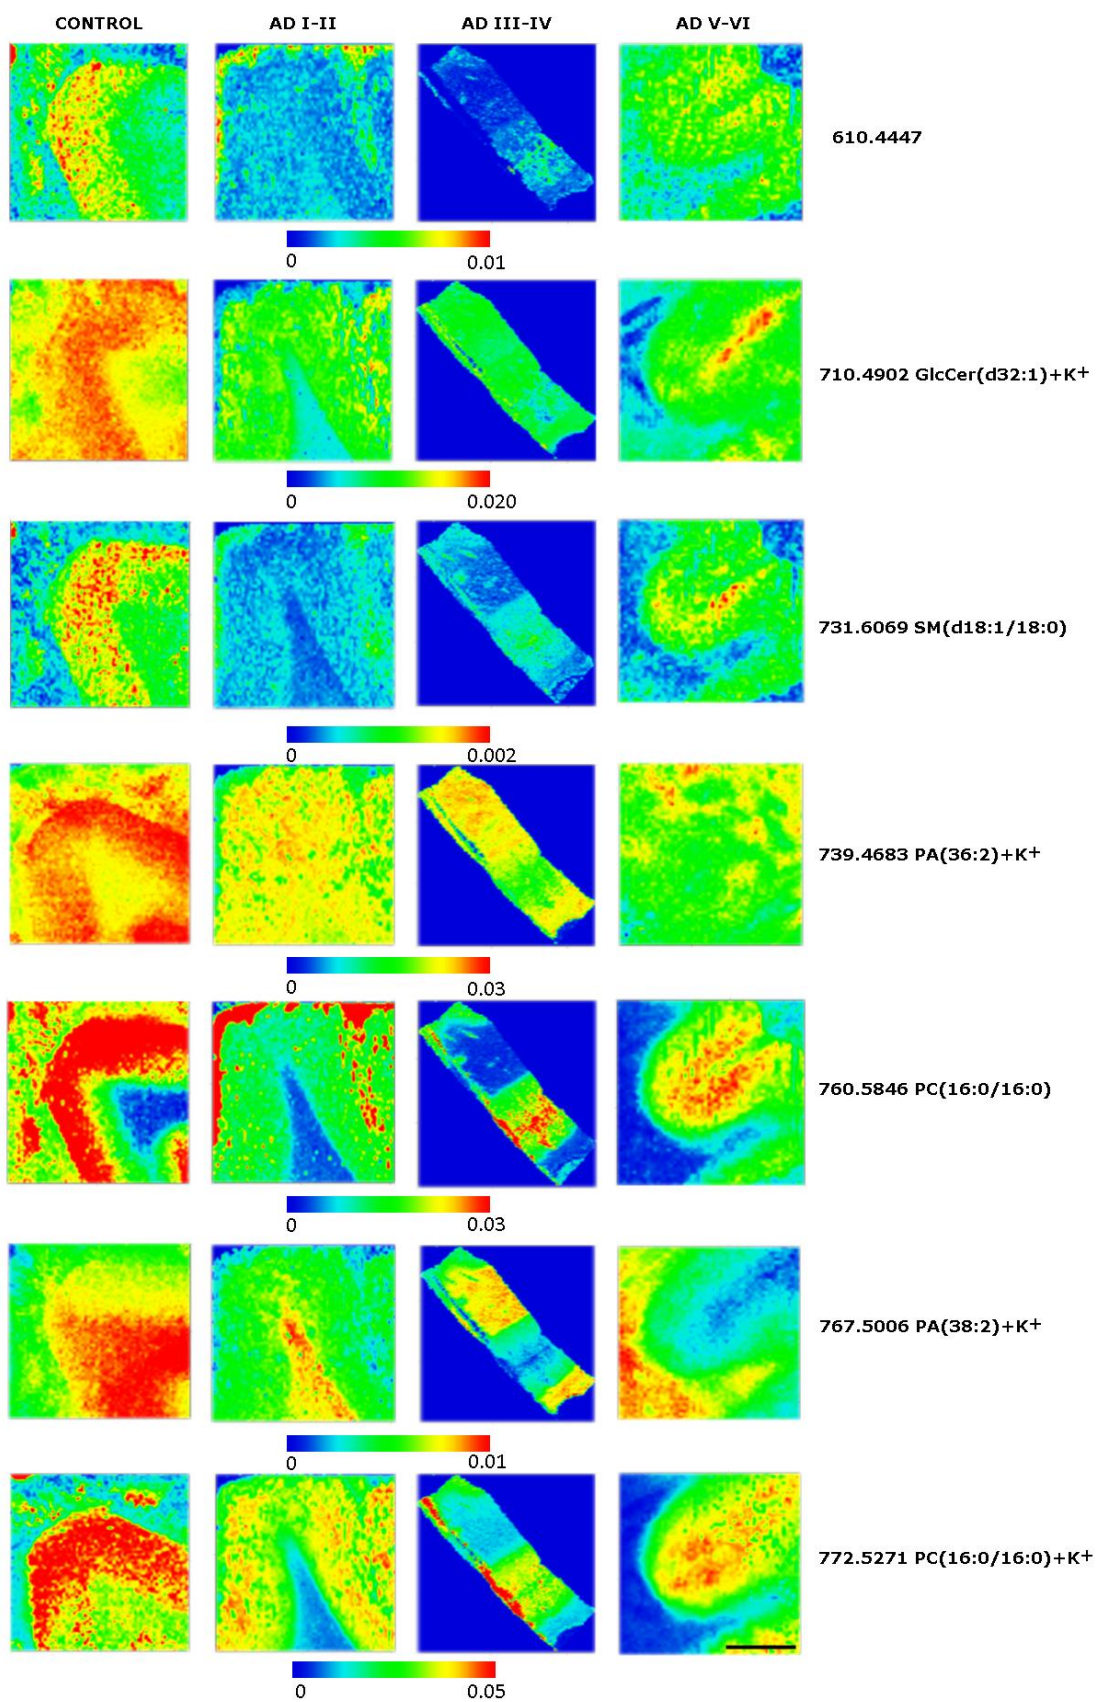 CONTROL AD I-II AD III-IV AD V-VI
610.4447
0 0.01
710.4902 GlcCer(d32:1)+K+
0 0.020
731.6069 SM(d18:1/18:0)
0 0.002
739.4683 PA(36:2)+K+
0 0.03
760.5846 PC(16:0/16:0)
0 0.03
767.5006 PA(38:2)+K+
0 0.01
772.5271 PC(16:0/16:0)+K+
0 0.05